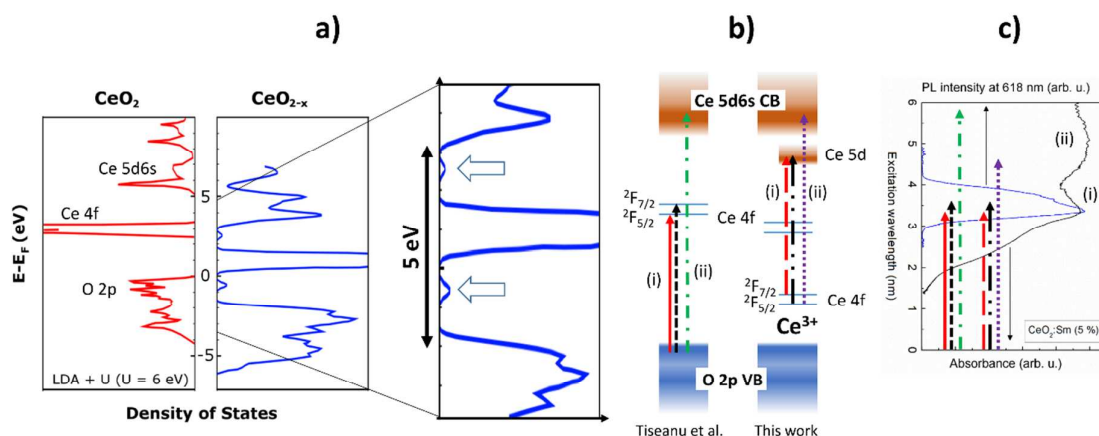 a)
CeO2
CeO2-x
Ce 5d6s
Ce 4f
O 2p
5
0
−5
E-EF (eV)
LDA + U (U = 6 eV)
Density of States
5 eV
b)
Ce 5d6s CB
Ce 5d
2F7/2
2F5/2
Ce 4f
(i)
(ii)
(i)
(ii)
2F7/2
2F5/2
Ce 4f
Ce3+
O 2p VB
Tiseanu et al.
This work
c)
PL intensity at 618 nm (arb. u.)
6
5
4
3
2
1
0
Excitation wavelength (nm)
(ii)
(i)
CeO2:Sm (5 %)
Absorbance (arb. u.)